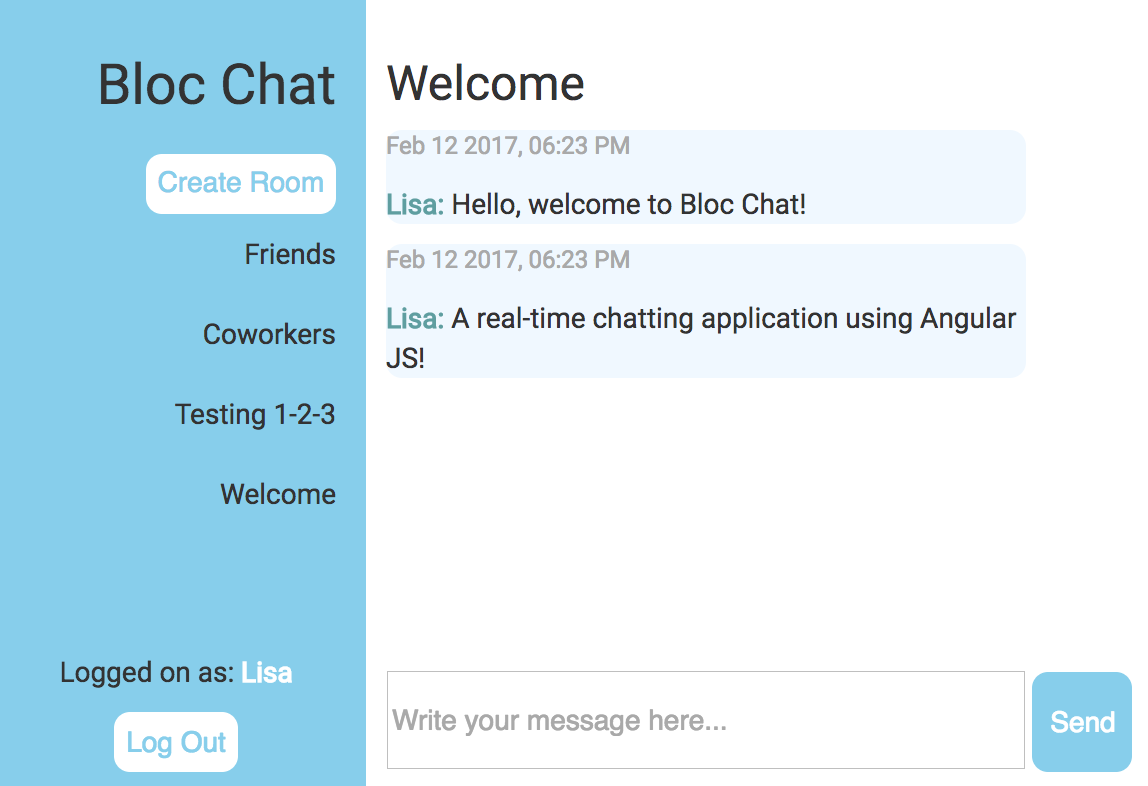 Bloc Chat
Create Room
Friends
Coworkers
Testing 1-2-3
Welcome
Logged on as: Lisa
Log Out
Welcome
Feb 12 2017, 06:23 PM
Lisa: Hello, welcome to Bloc Chat!
Feb 12 2017, 06:23 PM
Lisa: A real-time chatting application using Angular
JS!
Write your message here...
Send